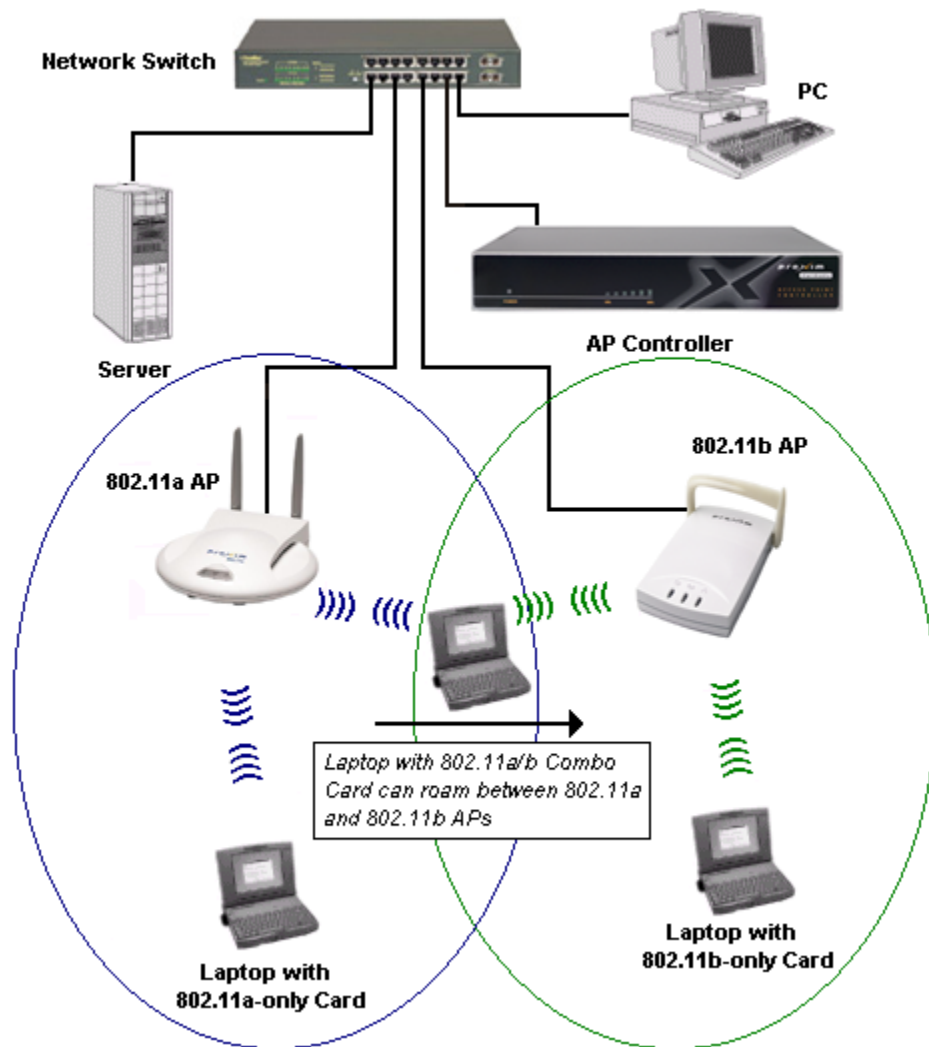 Network Switch
PC
Server
proxim
AP Controller
802.11a AP
802.11b AP
proxim
Laptop with 802.11a/b Combo
Card can roam between 802.11a
and 802.11b APs
Laptop with
802.11a-only Card
Laptop with
802.11b-only Card